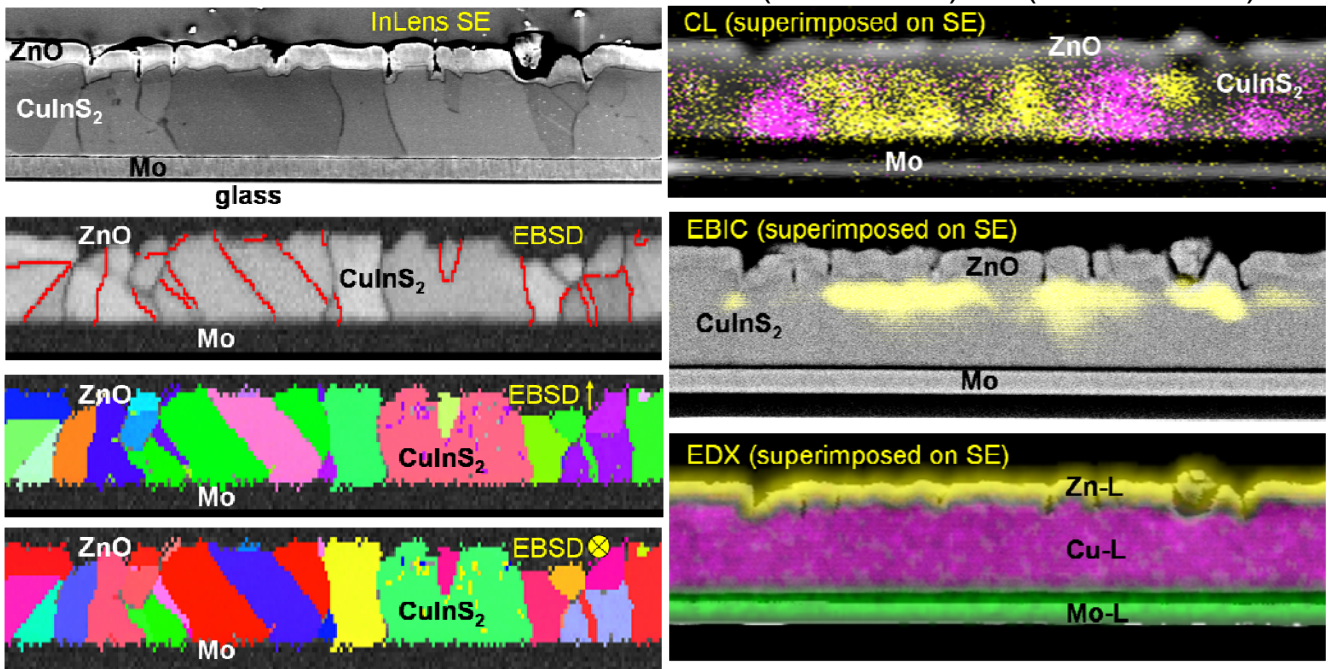 InLens SE
ZnO
CuInS₂
Mo
glass
ZnO
EBSD
CuInS₂
Mo
ZnO
EBSD ↑
CuInS₂
Mo
ZnO
EBSD ⊗
CuInS₂
Mo
CL (superimposed on SE)
ZnO
CuInS₂
Mo
EBIC (superimposed on SE)
ZnO
CuInS₂
Mo
EDX (superimposed on SE)
Zn-L
Cu-L
Mo-L